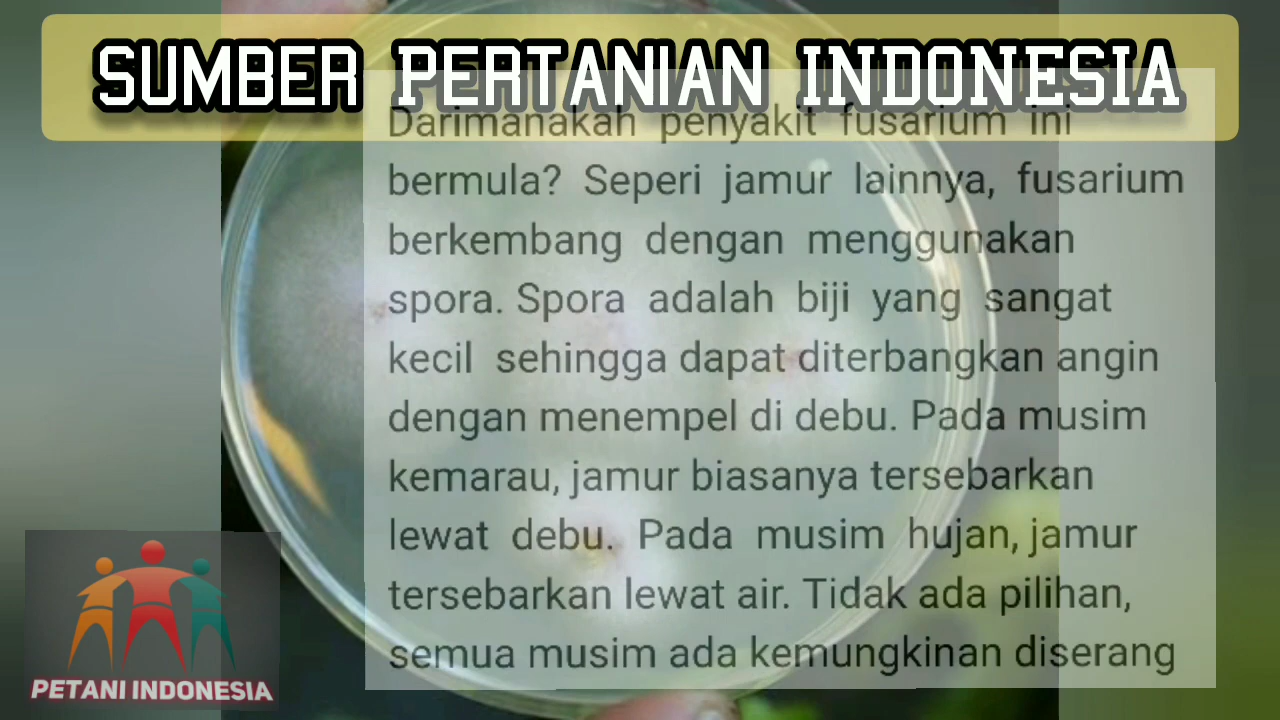 SUMBER PERTANIAN INDONESIA
Darimanakah penyakit fusarium ini
bermula? Seperi jamur lainnya, fusarium
berkembang dengan menggunakan
spora. Spora adalah biji yang sangat
kecil sehingga dapat diterbangkan angin
dengan menempel di debu. Pada musim
kemarau, jamur biasanya tersebarkan
lewat debu. Pada musim hujan, jamur
tersebarkan lewat air. Tidak ada pilihan,
semua musim ada kemungkinan diserang
PETANI INDONESIA